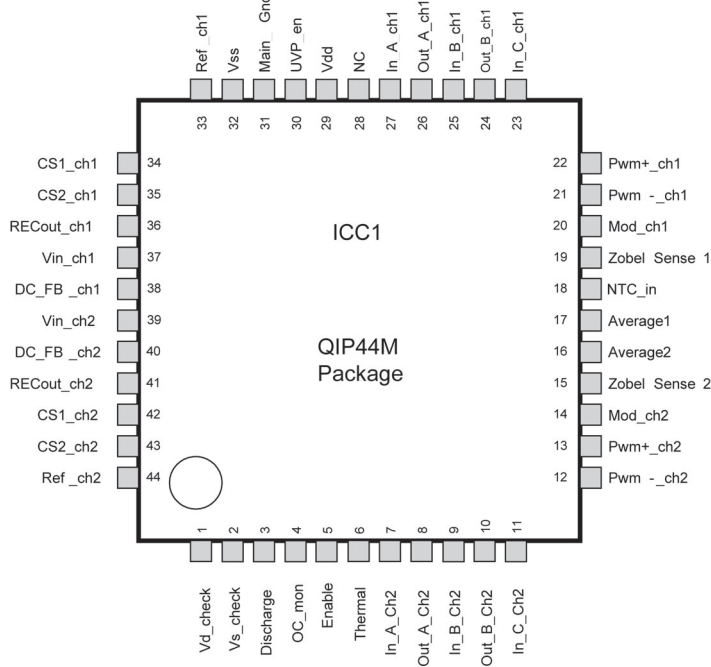 Ref _ch1
Vss
Main_ Gnd
UVP_en
Vdd
NC
In_A_ch1
Out_A_ch1
In_B_ch1
Out_B_ch1
In_C_ch1
33
32
31
30
29
28
27
26
25
24
23
CS1_ch1 34
CS2_ch1 35
RECout_ch1 36
Vin_ch1 37
DC_FB _ch1 38
Vin_ch2 39
DC_FB _ch2 40
RECout_ch2 41
CS1_ch2 42
CS2_ch2 43
Ref _ch2 44
ICC1
QIP44M
Package
22 Pwm+_ch1
21 Pwm -_ch1
20 Mod_ch1
19 Zobel Sense 1
18 NTC_in
17 Average1
16 Average2
15 Zobel Sense 2
14 Mod_ch2
13 Pwm+_ch2
12 Pwm -_ch2
1
2
3
4
5
6
7
8
9
10
11
Vd_check
Vs_check
Discharge
OC_mon
Enable
Thermal
In_A_Ch2
Out_A_Ch2
In_B_Ch2
Out_B_Ch2
In_C_Ch2